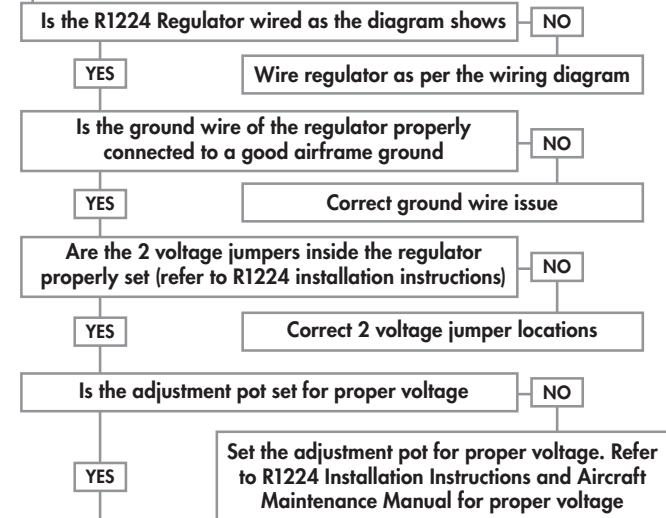 Is the R1224 Regulator wired as the diagram shows
NO
YES
Wire regulator as per the wiring diagram
Is the ground wire of the regulator properly
connected to a good airframe ground
NO
YES
Correct ground wire issue
Are the 2 voltage jumpers inside the regulator
properly set (refer to R1224 installation instructions)
NO
YES
Correct 2 voltage jumper locations
Is the adjustment pot set for proper voltage
NO
YES
Set the adjustment pot for proper voltage. Refer
to R1224 Installation Instructions and Aircraft
Maintenance Manual for proper voltage